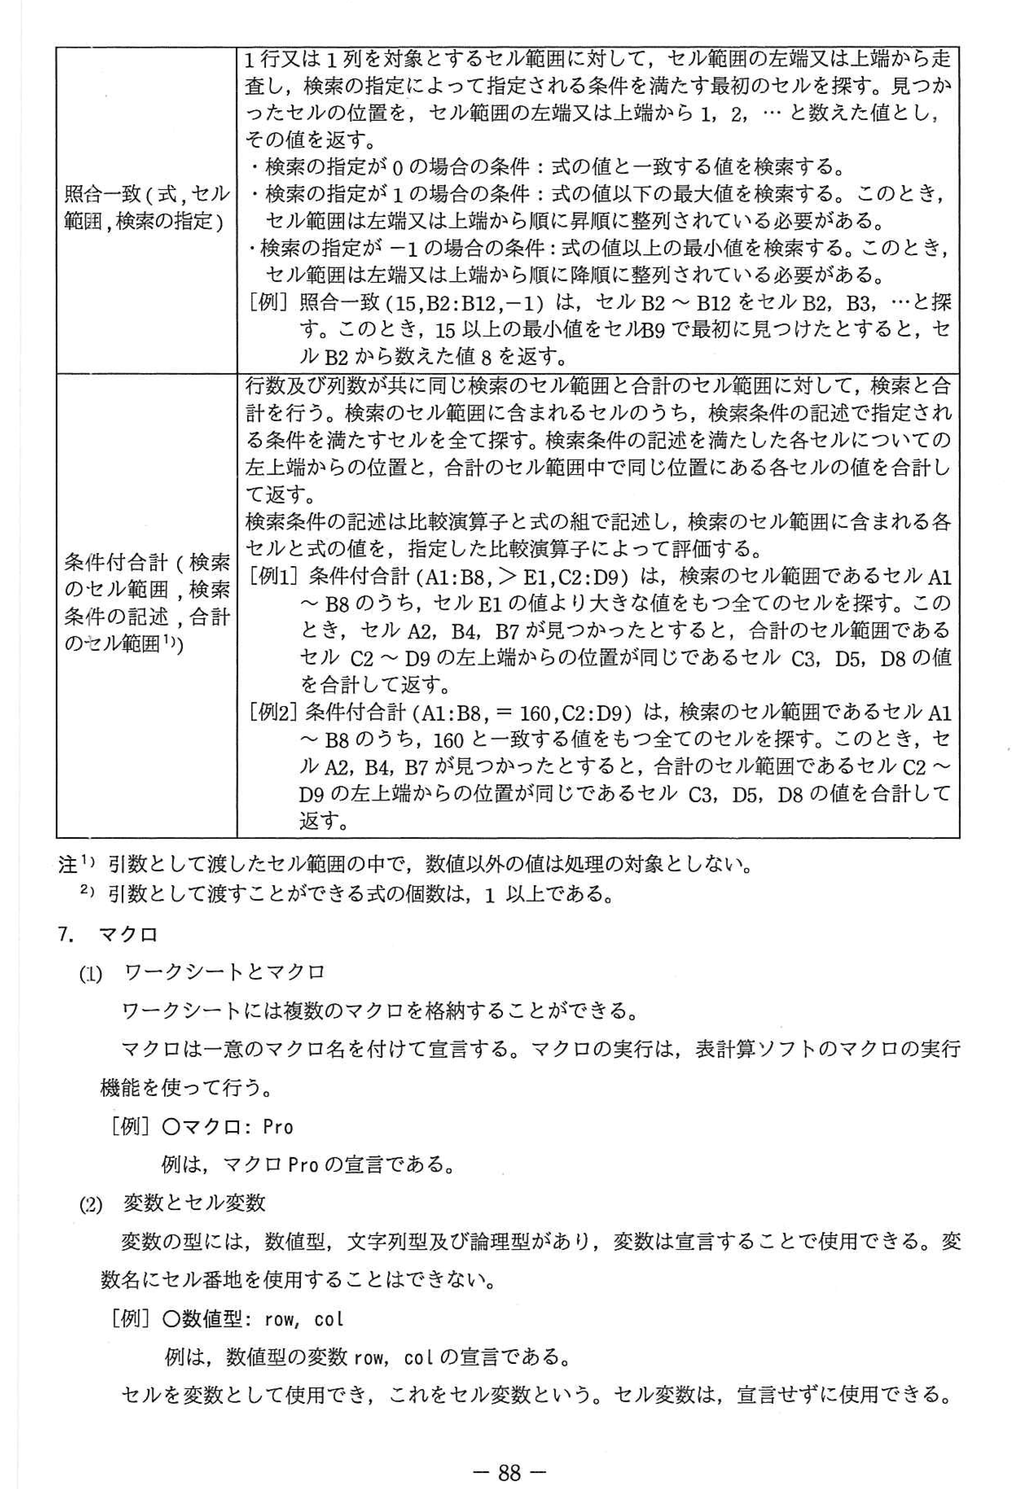 1行又は1列を対象とするセル範囲に対して，セル範囲の左端又は上端から走
査し，検索の指定によって指定される条件を満たす最初のセルを探す。見つか
ったセルの位置を，セル範囲の左端又は上端から 1，2，… と数えた値とし，
その値を返す。
・検索の指定が 0 の場合の条件：式の値と一致する値を検索する。
照合一致(式,セル
範囲,検索の指定)
・検索の指定が 1 の場合の条件：式の値以下の最大値を検索する。このとき，
セル範囲は左端又は上端から順に昇順に整列されている必要がある。
・検索の指定が －1 の場合の条件：式の値以上の最小値を検索する。このとき，
セル範囲は左端又は上端から順に降順に整列されている必要がある。
［例］照合一致(15,B2:B12,－1) は，セル B2 ～ B12 をセル B2，B3，…と探
す。このとき，15 以上の最小値をセルB9 で最初に見つけたとすると，セ
ル B2 から数えた値 8 を返す。
行数及び列数が共に同じ検索のセル範囲と合計のセル範囲に対して，検索と合
計を行う。検索のセル範囲に含まれるセルのうち，検索条件の記述で指定され
る条件を満たすセルを全て探す。検索条件の記述を満たした各セルについての
左上端からの位置と，合計のセル範囲中で同じ位置にある各セルの値を合計し
て返す。
検索条件の記述は比較演算子と式の組で記述し，検索のセル範囲に含まれる各
セルと式の値を，指定した比較演算子によって評価する。
条件付合計(検索
のセル範囲,検索
条件の記述,合計
のセル範囲1))
［例1］条件付合計(A1:B8,＞E1,C2:D9) は，検索のセル範囲であるセル A1
～ B8 のうち，セル E1 の値より大きな値をもつ全てのセルを探す。この
とき，セル A2，B4，B7 が見つかったとすると，合計のセル範囲である
セル C2 ～ D9 の左上端からの位置が同じであるセル C3，D5，D8 の値
を合計して返す。
［例2］条件付合計(A1:B8,＝160,C2:D9) は，検索のセル範囲であるセル A1
～ B8 のうち，160 と一致する値をもつ全てのセルを探す。このとき，セ
ル A2，B4，B7 が見つかったとすると，合計のセル範囲であるセル C2 ～
D9 の左上端からの位置が同じであるセル C3，D5，D8 の値を合計して
返す。
注1) 引数として渡したセル範囲の中で，数値以外の値は処理の対象としない。
2) 引数として渡すことができる式の個数は，1 以上である。
7. マクロ
(1) ワークシートとマクロ
ワークシートには複数のマクロを格納することができる。
マクロは一意のマクロ名を付けて宣言する。マクロの実行は，表計算ソフトのマクロの実行
機能を使って行う。
［例］○マクロ: Pro
例は，マクロ Pro の宣言である。
(2) 変数とセル変数
変数の型には，数値型，文字列型及び論理型があり，変数は宣言することで使用できる。変
数名にセル番地を使用することはできない。
［例］○数値型: row, col
例は，数値型の変数 row，col の宣言である。
セルを変数として使用でき，これをセル変数という。セル変数は，宣言せずに使用できる。
－ 88 －